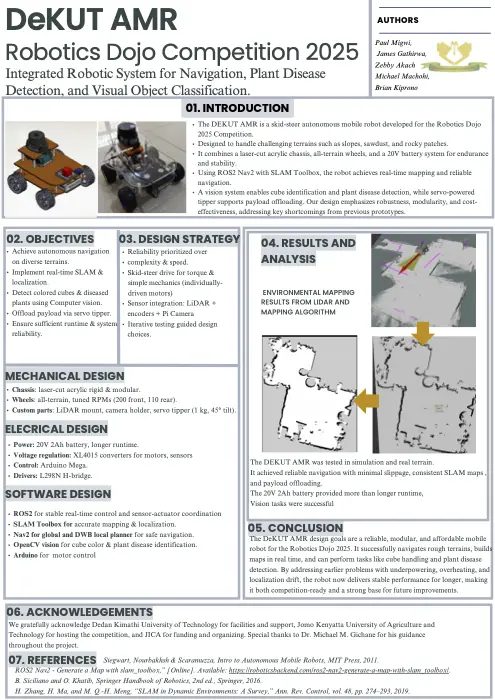 DeKUT AMR
Robotics Dojo Competition 2025
Integrated Robotic System for Navigation, Plant Disease
Detection, and Visual Object Classification.
AUTHORS
Paul Migwi,
James Gathirwa,
Zebby Akach
Michael Machohi,
Brian Kiprono
01. INTRODUCTION
• The DEKUT AMR is a skid-steer autonomous mobile robot developed for the Robotics Dojo
2025 Competition.
• Designed to handle challenging terrains such as slopes, sawdust, and rocky patches.
• It combines a laser-cut acrylic chassis, all-terrain wheels, and a 20V battery system for endurance
and stability.
• Using ROS2 Nav2 with SLAM Toolbox, the robot achieves real-time mapping and reliable
navigation.
• A vision system enables cube identification and plant disease detection, while servo-powered
tipper supports payload offloading. Our design emphasizes robustness, modularity, and cost-
effectiveness, addressing key shortcomings from previous prototypes.
02. OBJECTIVES
• Achieve autonomous navigation
on diverse terrains.
• Implement real-time SLAM &
localization.
• Detect colored cubes & diseased
plants using Computer vision.
• Offload payload via servo tipper.
• Ensure sufficient runtime & system
reliability.
03. DESIGN STRATEGY
• Reliability prioritized over
• complexity & speed.
• Skid-steer drive for torque &
simple mechanics (individually-
driven motors)
• Sensor integration: LiDAR +
encoders + Pi Camera
• Iterative testing guided design
choices.
MECHANICAL DESIGN
• Chassis: laser-cut acrylic rigid & modular.
• Wheels: all-terrain, tuned RPMs (200 front, 110 rear).
• Custom parts: LiDAR mount, camera holder, servo tipper (1 kg, 45° tilt).
ELECRICAL DESIGN
• Power: 20V 2Ah battery, longer runtime.
• Voltage regulation: XL4015 converters for motors, sensors
• Control: Arduino Mega.
• Drivers: L298N H-bridge.
SOFTWARE DESIGN
• ROS2 for stable real-time control and sensor-actuator coordination
• SLAM Toolbox for accurate mapping & localization.
• Nav2 for global and DWB local planner for safe navigation.
• OpenCV vision for cube color & plant disease identification.
• Arduino for motor control
04. RESULTS AND
ANALYSIS
ENVIRONMENTAL MAPPING
RESULTS FROM LIDAR AND
MAPPING ALGORITHM
The DEKUT AMR was tested in simulation and real terrain.
It achieved reliable navigation with minimal slippage, consistent SLAM maps ,
and payload offloading.
The 20V 2Ah battery provided more than longer runtime,
Vision tasks were successful
05. CONCLUSION
The DeKUT AMR design goals are a reliable, modular, and affordable mobile
robot for the Robotics Dojo 2025. It successfully navigates rough terrains, builds
maps in real time, and can perform tasks like cube handling and plant disease
detection. By addressing earlier problems with underpowering, overheating, and
localization drift, the robot now delivers stable performance for longer, making
it both competition-ready and a strong base for future improvements.
06. ACKNOWLEDGEMENTS
We gratefully acknowledge Dedan Kimathi University of Technology for facilities and support, Jomo Kenyatta University of Agriculture and
Technology for hosting the competition, and JICA for funding and organizing. Special thanks to Dr. Michael M. Gichane for his guidance
throughout the project.
07. REFERENCES
Siegwart, Nourbakhsh & Scaramuzza, Intro to Autonomous Mobile Robots, MIT Press, 2011.
ROS2 Nav2 - Generate a Map with slam_toolbox," [Online]. Available: https://roboticsbackend.com/ros2-nav2-generate-a-map-with-slam_toolbox/.
B. Siciliano and O. Khatib, Springer Handbook of Robotics, 2nd ed., Springer, 2016.
H. Zhang, H. Ma, and M. Q.-H. Meng, "SLAM in Dynamic Environments: A Survey," Ann. Rev. Control, vol. 48, pp. 274–293, 2019.